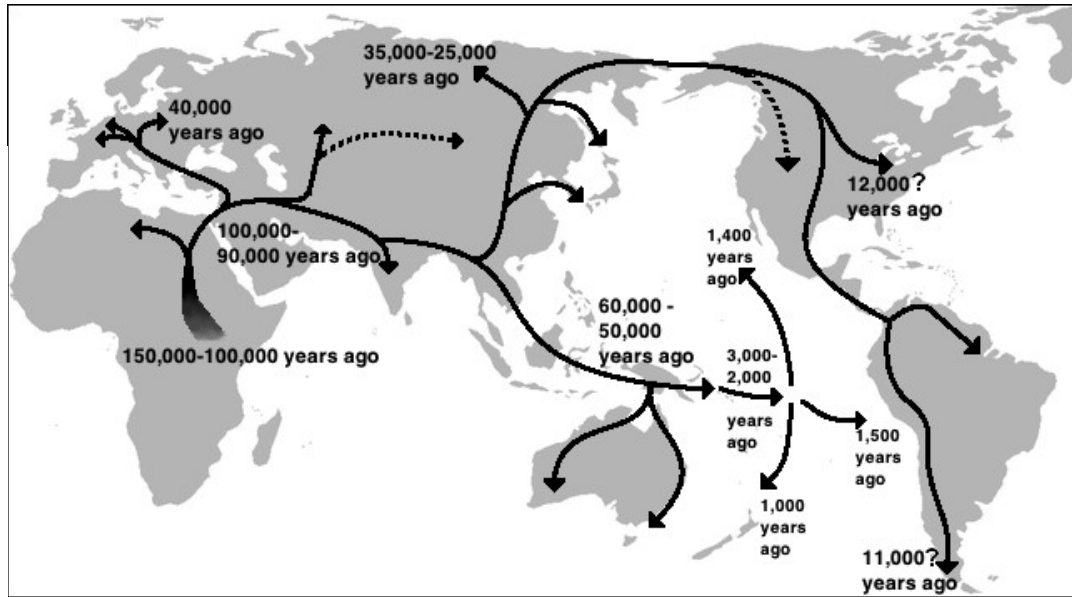 35,000-25,000
years ago
40,000
years ago
100,000-
90,000 years ago
150,000-100,000 years ago
12,000?
years ago
1,400
years
ago
60,000 -
50,000
years ago
3,000-
2,000
years
ago
1,500
years
ago
1,000
years
ago
11,000?
years ago